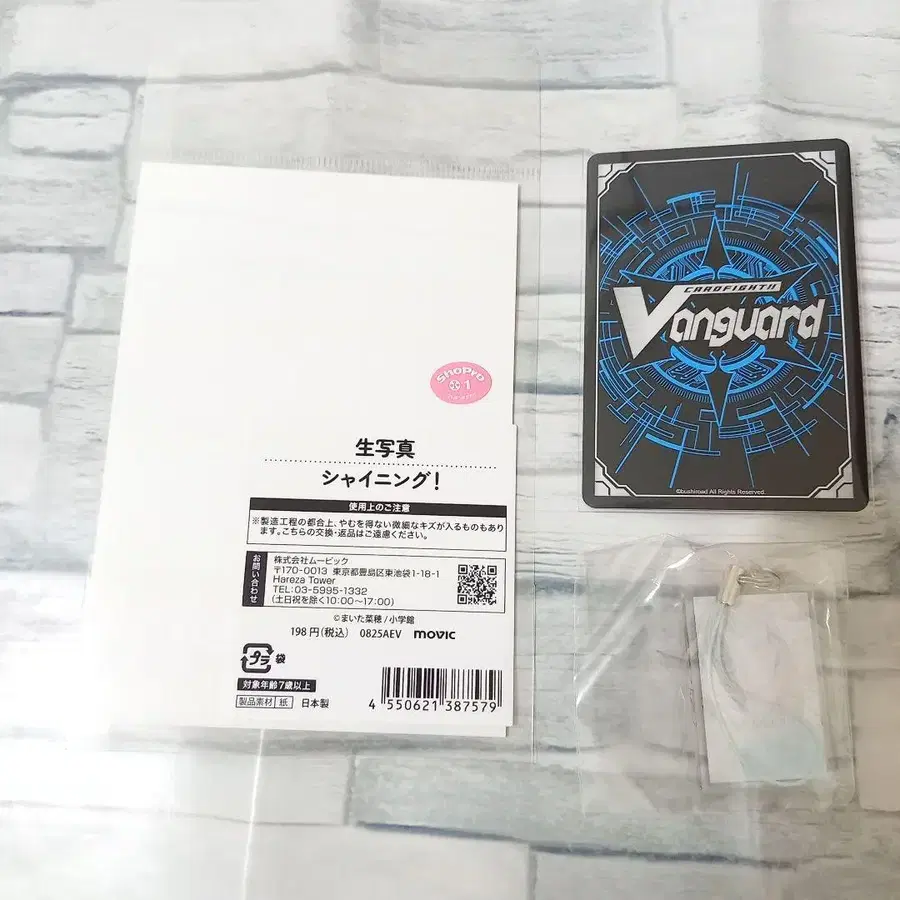 ShoPro
1
生写真
シャイニング!
使用上のご注意
※製造工程の都合上、やむを得ない微細なキズが入るものもあり
ます。こちらの交換・返品はご遠慮ください。
お問い合わせ
株式会社ムービック
〒170-0013 東京都豊島区東池袋1-18-1
Hareza Tower
TEL:03-5995-1332
(土日祝を除く10:00~17:00)
©まいた菜穂/小学館
198円(税込) 0825AEV movic
プラ 袋
対象年齢7歳以上
製品素材 紙 日本製
4 550621 387579
CARDFIGHT!!
Vanguard
©bushiroad All Rights Reserved.